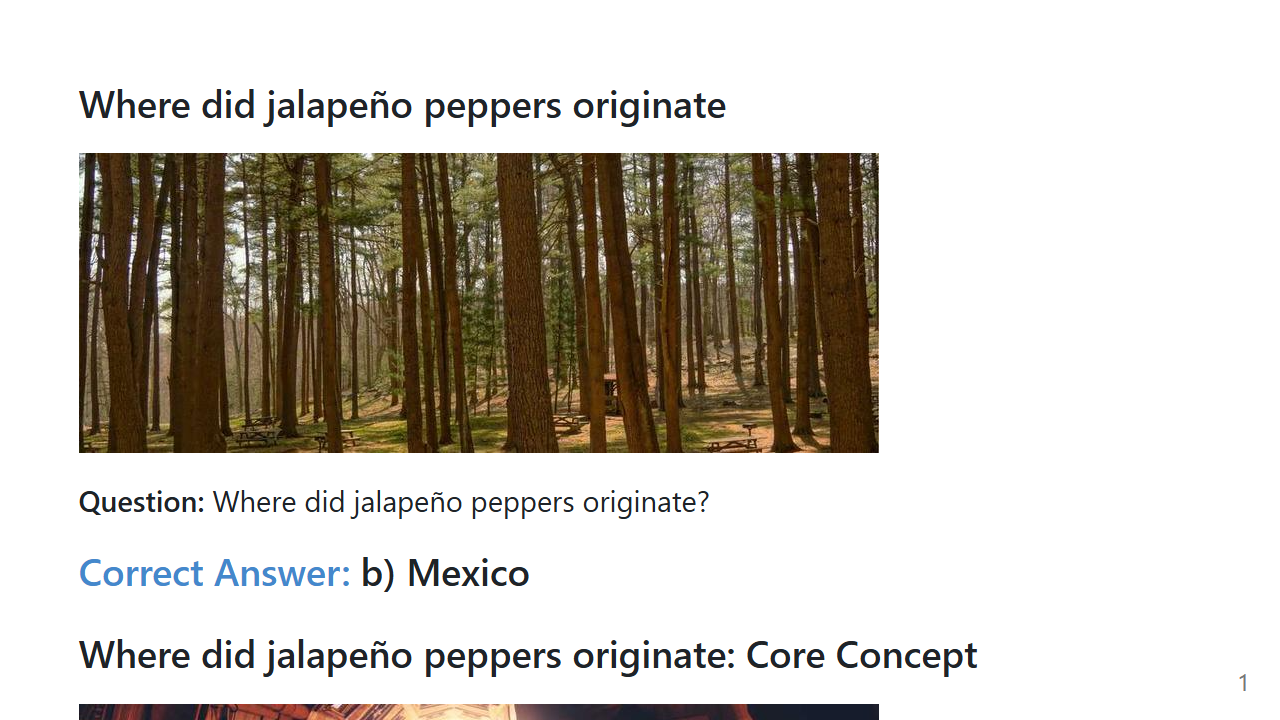 Where did jalapeño peppers originate
Question: Where did jalapeño peppers originate?
Correct Answer: b) Mexico
Where did jalapeño peppers originate: Core Concept
1